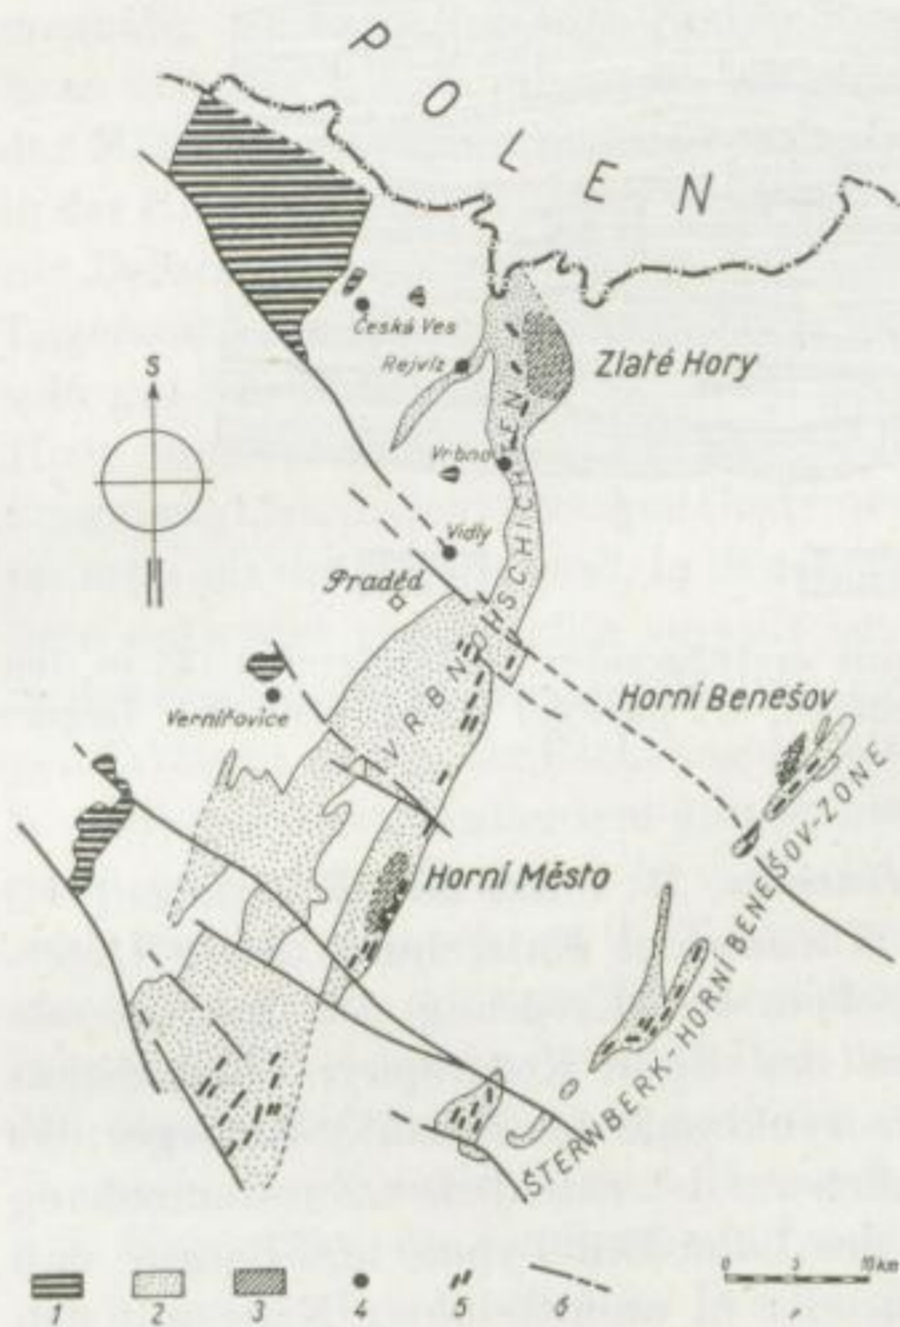 POLEN
Česká Ves
Rejvíz
Zlaté Hory
S
Vrbno
Vidly
Praděd
VRBNOHSCHICHTEN
Horní Benešov
Vernířovice
Horní Město
ŠTERNBERK-HORNÍ BENEŠOV-ZONE
0 5 10 km
1 2 3 4 5 6